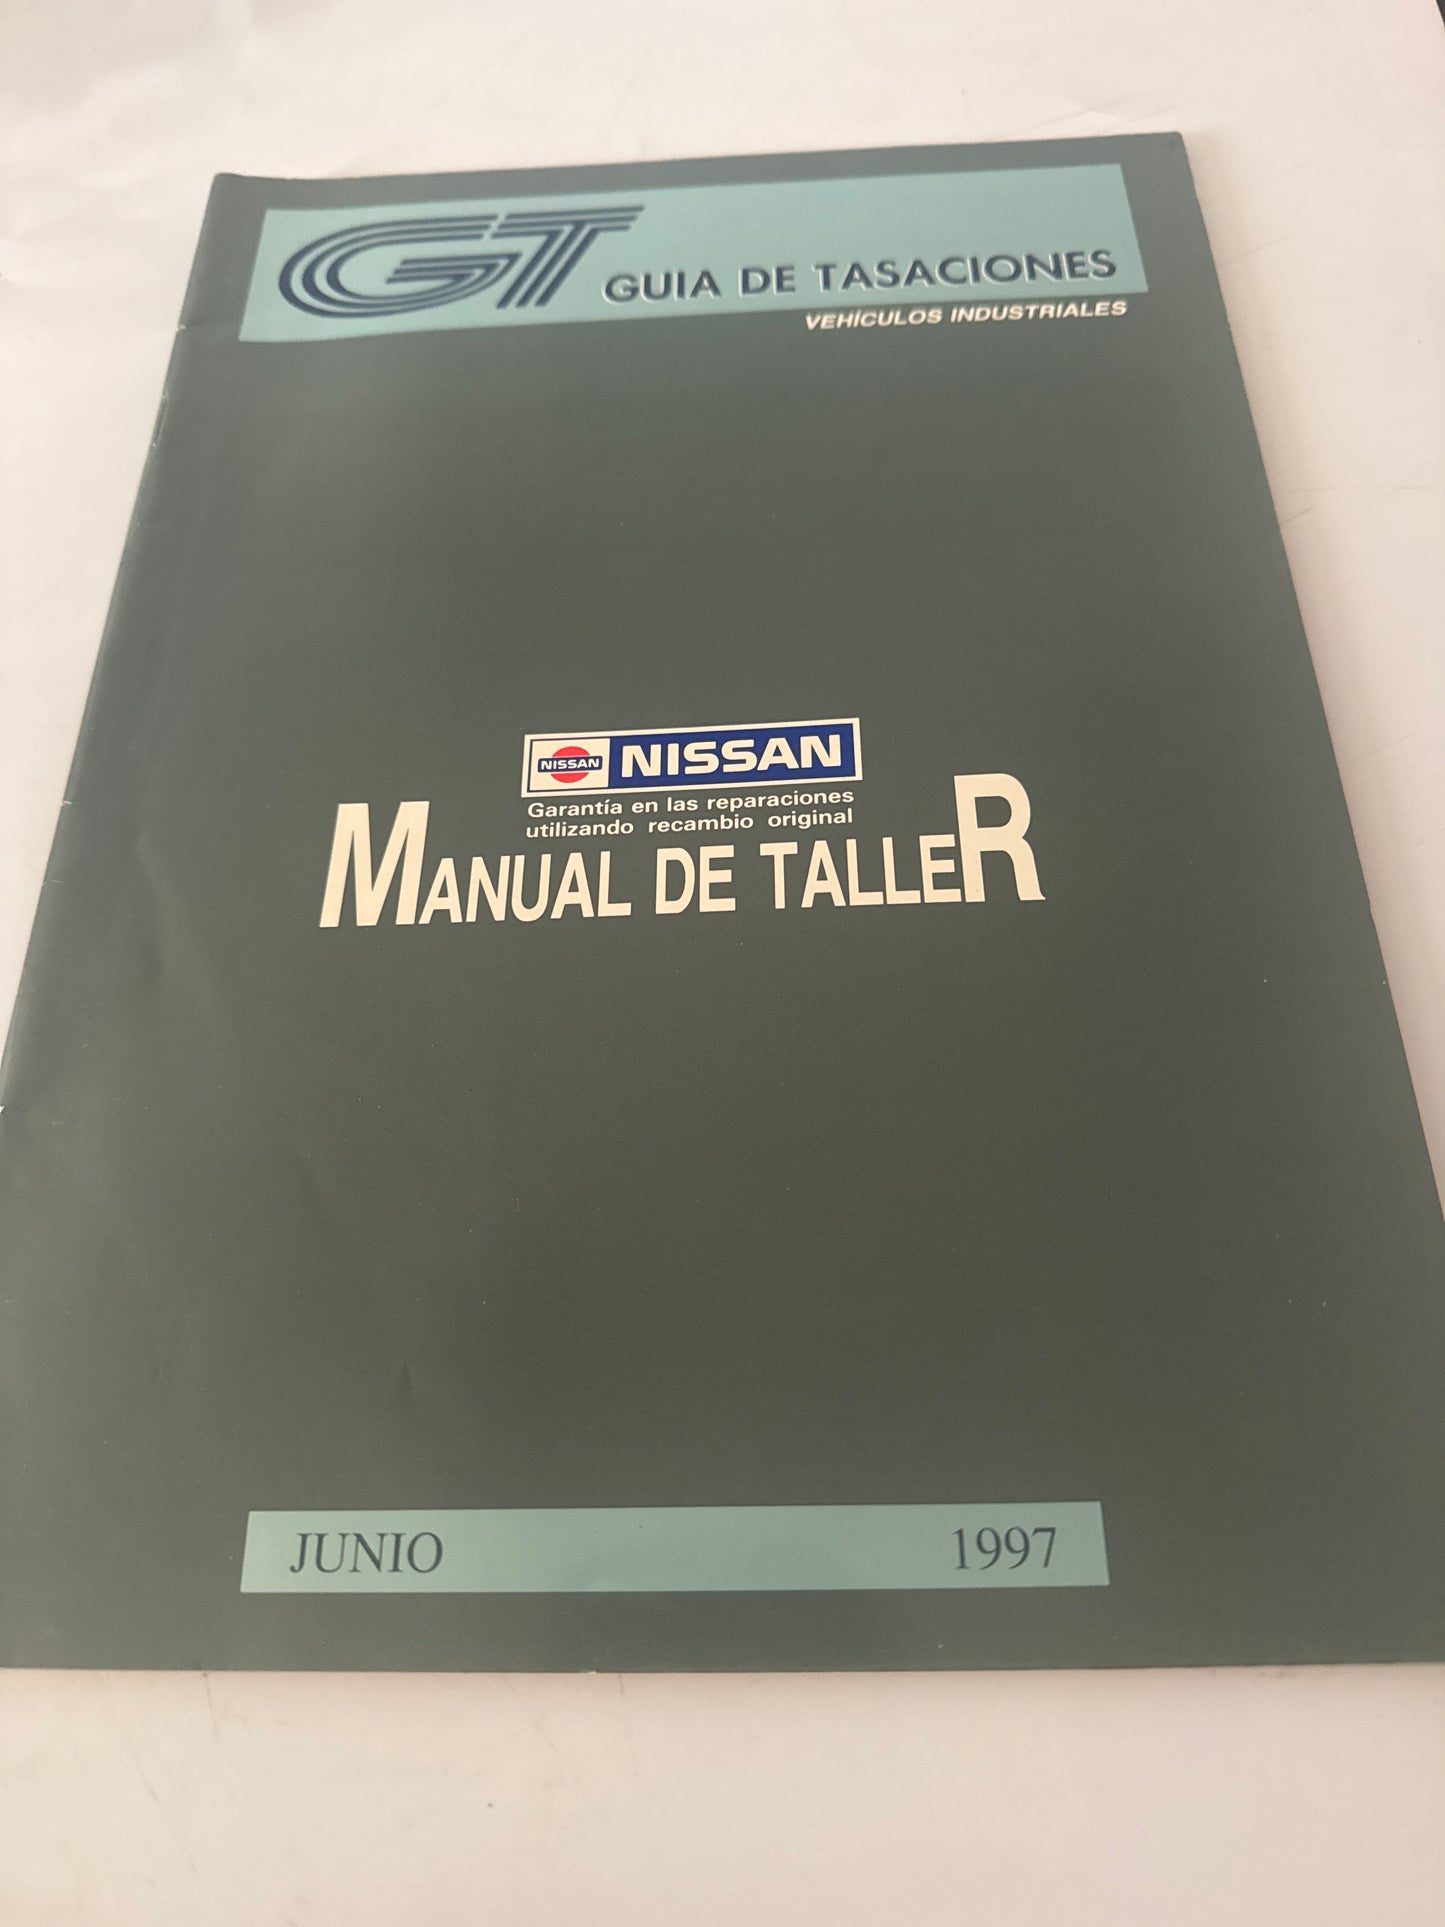 GT GUIA DE TASACIONES
VEHÍCULOS INDUSTRIALES
NISSAN NISSAN
Garantía en las reparaciones
utilizando recambio original
MANUAL DE TALLER
JUNIO 1997